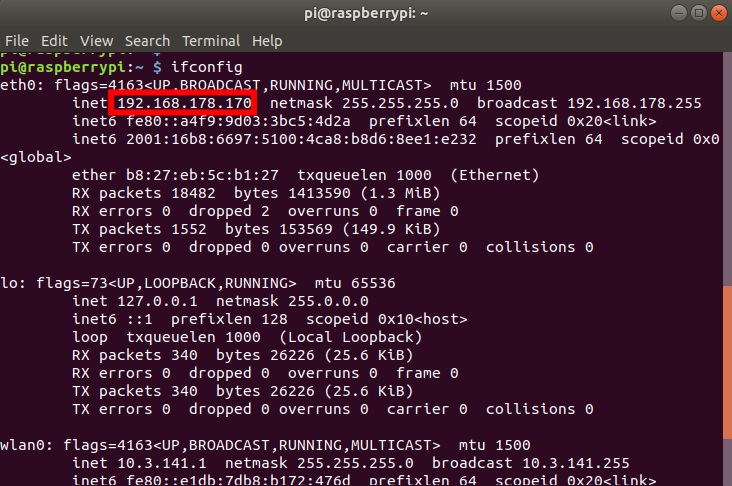 pi@raspberrypi: ~
File Edit View Search Terminal Help
pi@raspberrypi:~ $
pi@raspberrypi:~ $ ifconfig
eth0: flags=4163<UP,BROADCAST,RUNNING,MULTICAST>  mtu 1500
        inet 192.168.178.170  netmask 255.255.255.0  broadcast 192.168.178.255
        inet6 fe80::a4f9:9d03:3bc5:4d2a  prefixlen 64  scopeid 0x20<link>
        inet6 2001:16b8:6697:5100:4ca8:b8d6:8ee1:e232  prefixlen 64  scopeid 0x0
<global>
        ether b8:27:eb:5c:b1:27  txqueuelen 1000  (Ethernet)
        RX packets 18482  bytes 1413590 (1.3 MiB)
        RX errors 0  dropped 2  overruns 0  frame 0
        TX packets 1552  bytes 153569 (149.9 KiB)
        TX errors 0  dropped 0 overruns 0  carrier 0  collisions 0
lo: flags=73<UP,LOOPBACK,RUNNING>  mtu 65536
        inet 127.0.0.1  netmask 255.0.0.0
        inet6 ::1  prefixlen 128  scopeid 0x10<host>
        loop  txqueuelen 1000  (Local Loopback)
        RX packets 340  bytes 26226 (25.6 KiB)
        RX errors 0  dropped 0  overruns 0  frame 0
        TX packets 340  bytes 26226 (25.6 KiB)
        TX errors 0  dropped 0 overruns 0  carrier 0  collisions 0
wlan0: flags=4163<UP,BROADCAST,RUNNING,MULTICAST>  mtu 1500
        inet 10.3.141.1  netmask 255.255.255.0  broadcast 10.3.141.255
        inet6 fe80::e1db:7db8:b172:476d  prefixlen 64  scopeid 0x20<link>